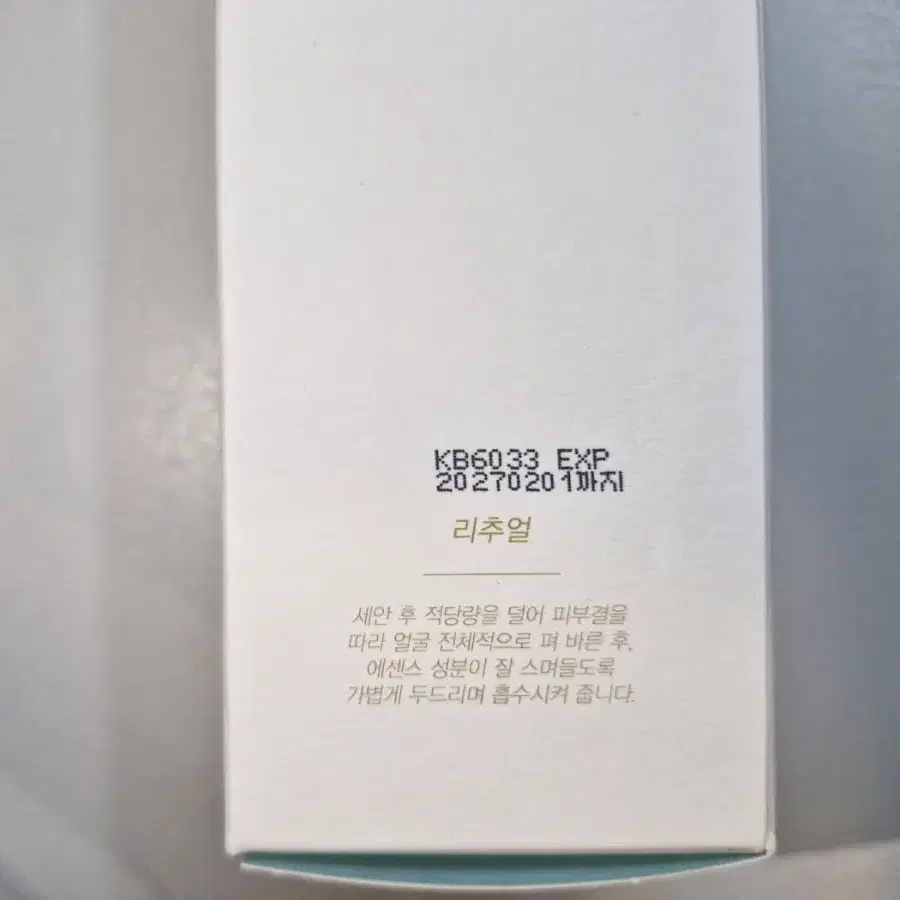 KB6033 EXP
20270201까지
리추얼
세안 후 적당량을 덜어 피부결을
따라 얼굴 전체적으로 펴 바른 후,
에센스 성분이 잘 스며들도록
가볍게 두드리며 흡수시켜 줍니다.